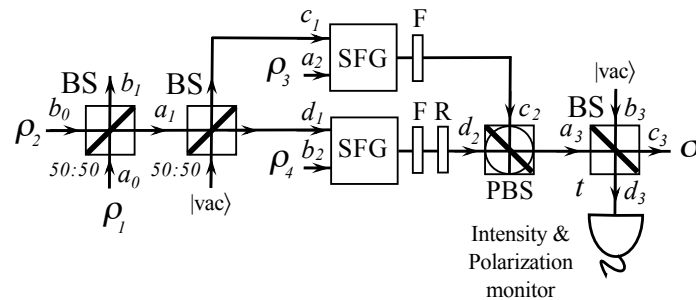 c₁ F
SFG
ρ₃ a₂
BS b₁ BS |vac⟩
b₀ a₁ d₁ F R d₂ c₂ a₃ BS b₃ c₃ σ
ρ₂
SFG
ρ₄ b₂
50:50 a₀ 50:50 PBS t d₃
ρ₁ |vac⟩
Intensity &
Polarization
monitor